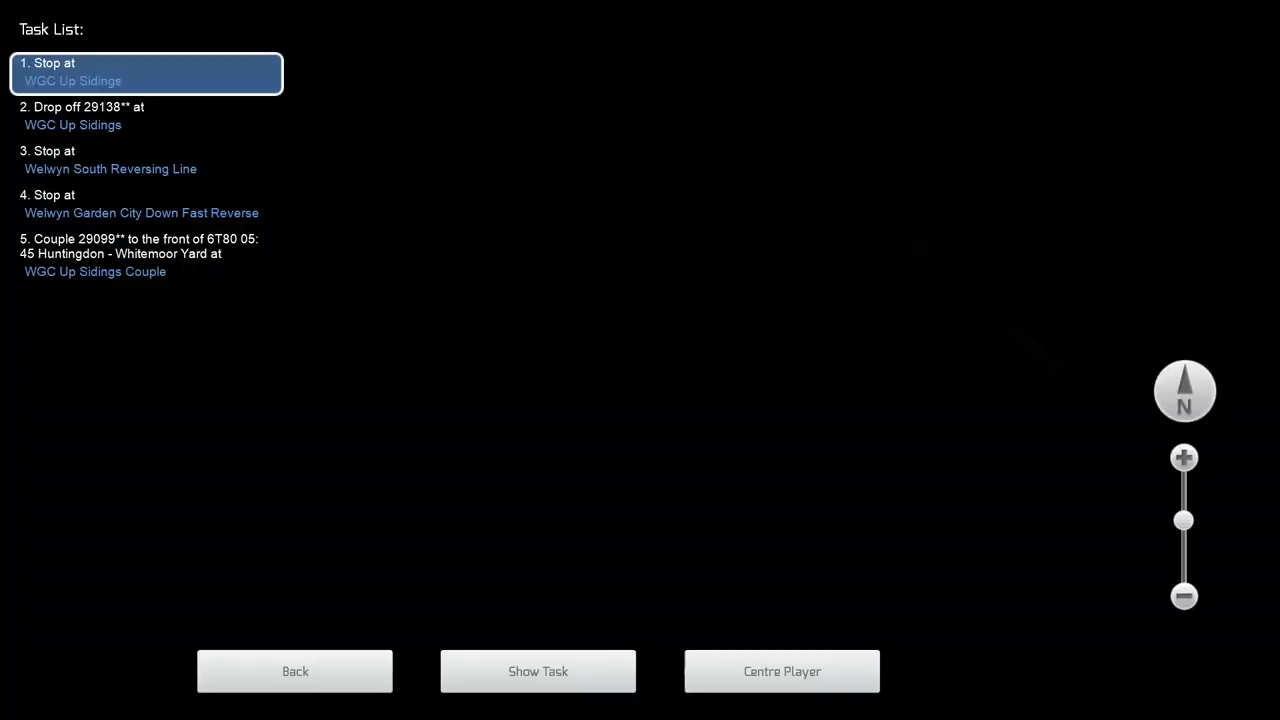 Task List:
1. Stop at
WGC Up Sidings
2. Drop off 29138** at
WGC Up Sidings
3. Stop at
Welwyn South Reversing Line
4. Stop at
Welwyn Garden City Down Fast Reverse
5. Couple 29099** to the front of 6T80 05:
45 Huntingdon - Whitemoor Yard at
WGC Up Sidings Couple
N
Back
Show Task
Centre Player